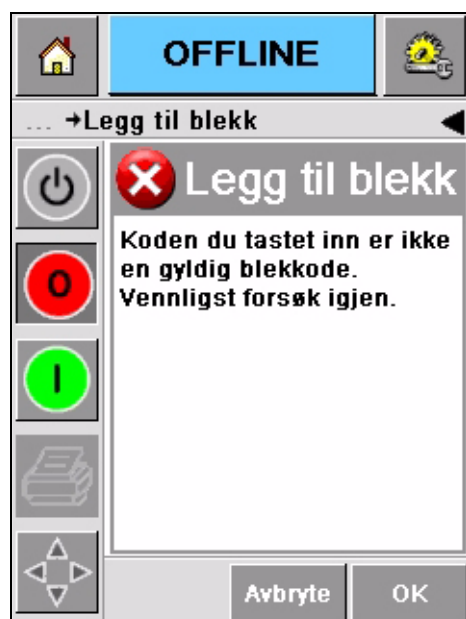 OFFLINE
... →Legg til blekk
Legg til blekk
Koden du tastet inn er ikke
en gyldig blekkode.
Vennligst forsøk igjen.
O
I
Avbryte
OK